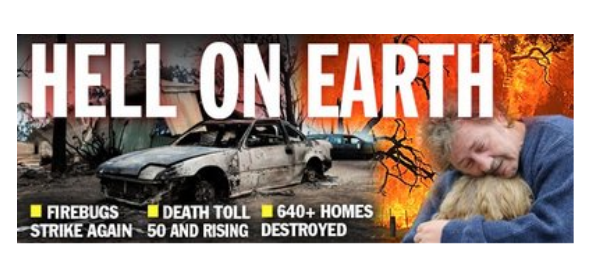 HELL ON EARTH
FIREBUGS
STRIKE AGAIN
DEATH TOLL
50 AND RISING
640+ HOMES
DESTROYED